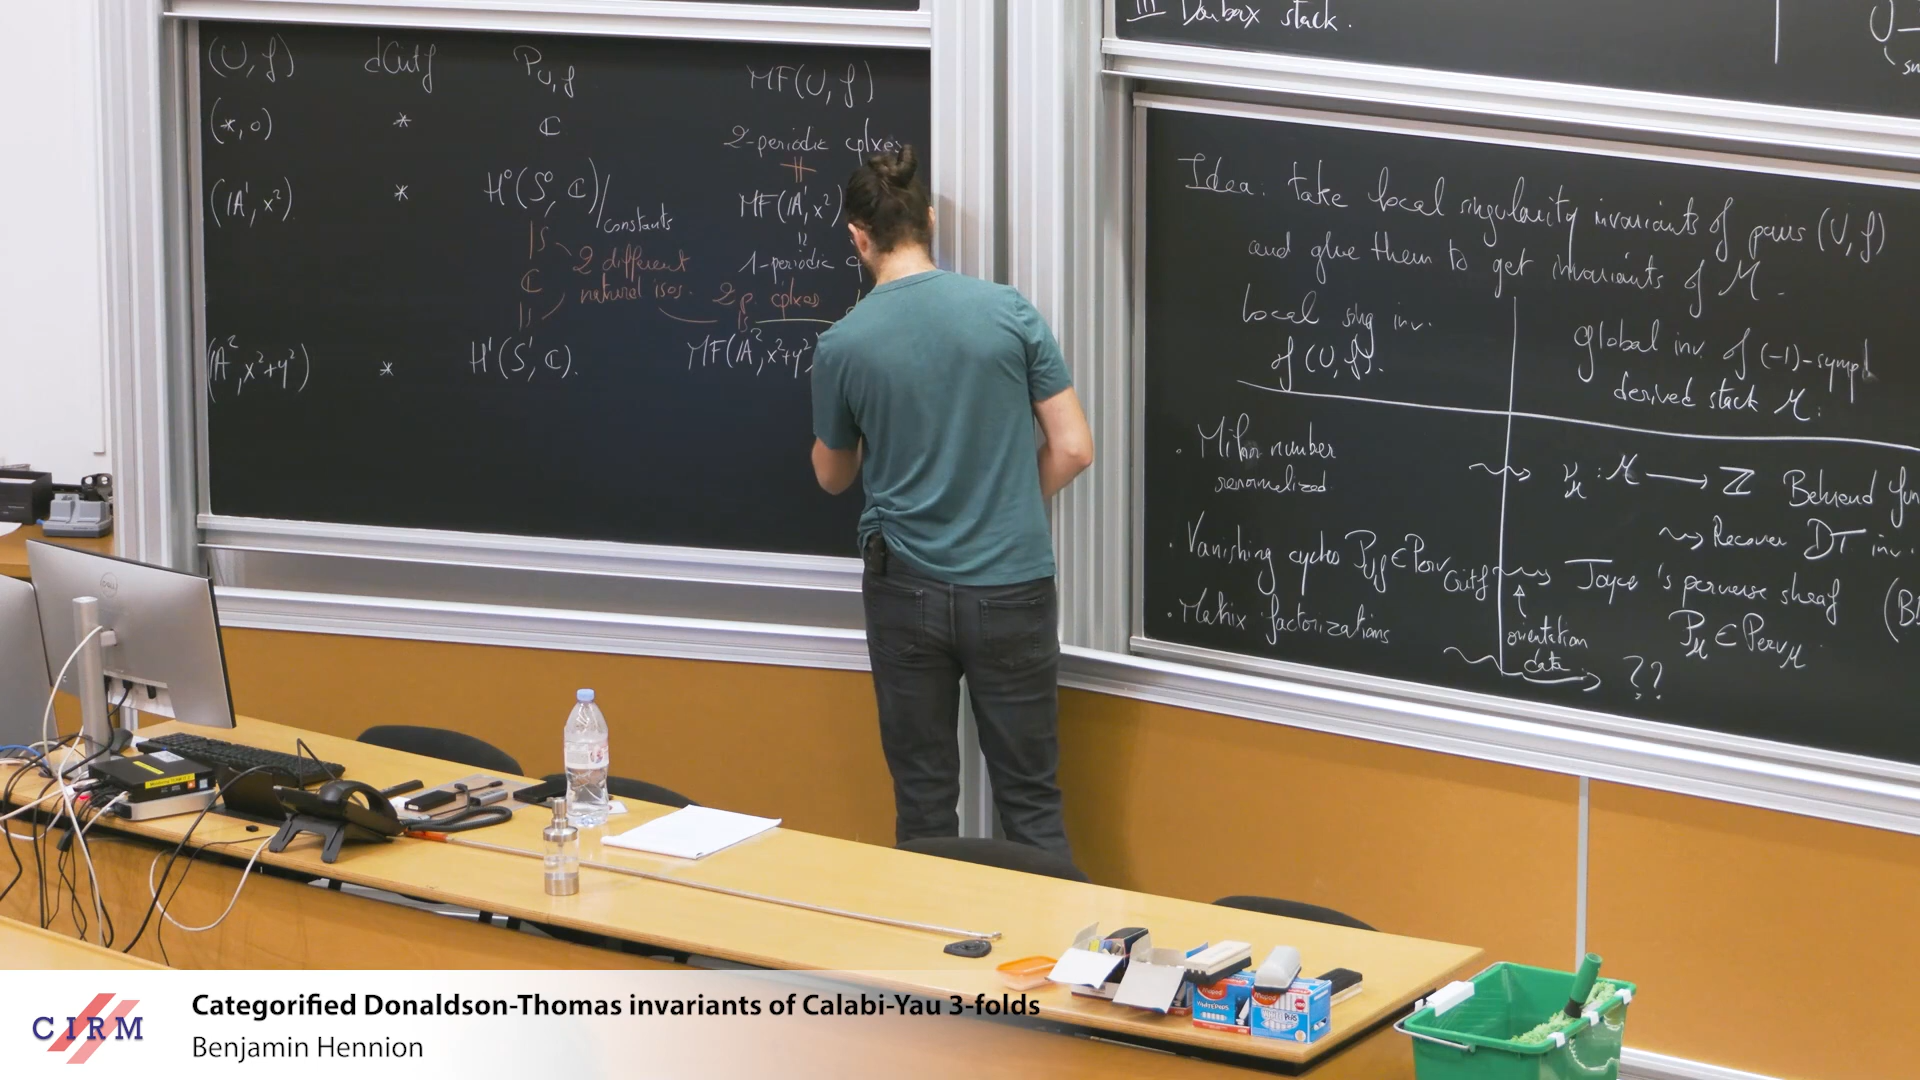 (U, f) dCrit f P_{U,f} MF(U, f)
(*, 0) * ℂ 2-periodic cplxes
(𝔸¹, x²) * H⁰(S⁰, ℂ)/constants MF(𝔸¹, x²)
2 different
natural isos.
ℂ
1-periodic
2 p. cplxes
(𝔸², x²+y²) * H¹(S¹, ℂ). MF(𝔸², x²+y²)
III Darboux stack.
Idea: take local singularity invariants of pairs (U, f)
and glue them to get invariants of M.
local sing inv.
of (U, f).
global inv. of (-1)-sympl
derived stack M:
. Milnor number
renormalized
ν_M : M → ℤ Behrend fun
⇝ Recover DT inv.
. Vanishing cycles P_{U,f} ∈ Perv_{Crit f} ⇝ Joyce's perverse sheaf (B
P_M ∈ Perv_M.
orientation
data
. Matrix factorizations ⇝ ??
DELL
CIRM
Categorified Donaldson-Thomas invariants of Calabi-Yau 3-folds
Benjamin Hennion